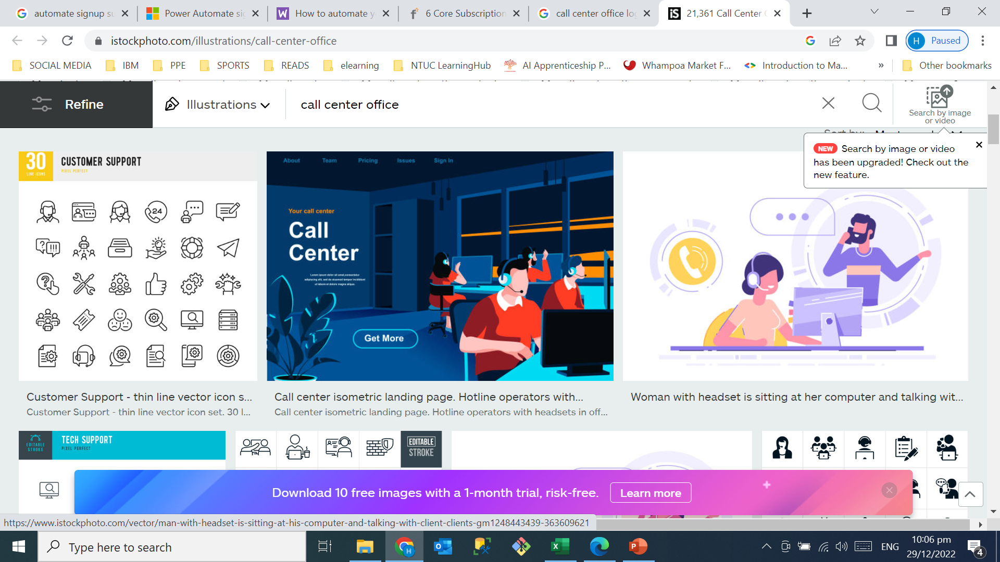 automate signup su
Power Automate sig
How to automate y
6 Core Subscription
call center office log
21,361 Call Center O
istockphoto.com/illustrations/call-center-office
H
Paused
SOCIAL MEDIA
IBM
PPE
SPORTS
READS
elearning
NTUC LearningHub
AI Apprenticeship P...
Whampoa Market F...
Introduction to Ma...
»
Other bookmarks
Refine
Illustrations
call center office
Search by image
or video
NEW Search by image or video
has been upgraded! Check out the
new feature.
30
LINE ICONS
CUSTOMER SUPPORT
PIXEL PERFECT
24
About
Team
Pricing
Issues
Sign In
Your call center
Call
Center
Lorem ipsum dolor sit amet,consectetur
adipiscing elit, sed do eiusmod tempor incididunt
ut labore et dolore magna aliqua.
Get More
Customer Support - thin line vector icon s...
Customer Support - thin line vector icon set. 30 l...
Call center isometric landing page. Hotline operators with...
Call center isometric landing page. Hotline operators with headsets in off...
Woman with headset is sitting at her computer and talking wit...
EDITABLE
STROKE
TECH SUPPORT
PIXEL PERFECT
EDITABLE
STROKE
Download 10 free images with a 1-month trial, risk-free.
Learn more
https://www.istockphoto.com/vector/man-with-headset-is-sitting-at-his-computer-and-talking-with-client-clients-gm1248443439-363609621
Type here to search
ENG
10:06 pm
29/12/2022
4